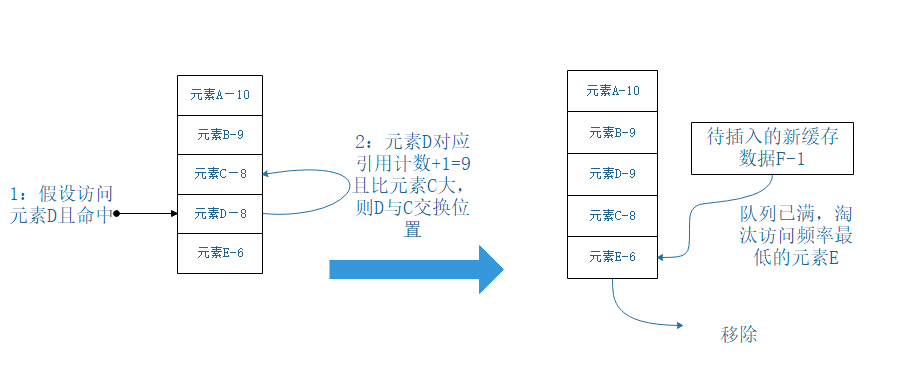 元素A－10
元素B-9
元素C－8
元素D－8
元素E-6
1：假设访问
元素D且命中
2：元素D对应
引用计数+1=9
且比元素C大，
则D与C交换位
置
元素A-10
元素B-9
元素D-9
元素C-8
元素E-6
待插入的新缓存
数据F-1
队列已满，淘
汰访问频率最
低的元素E
移除